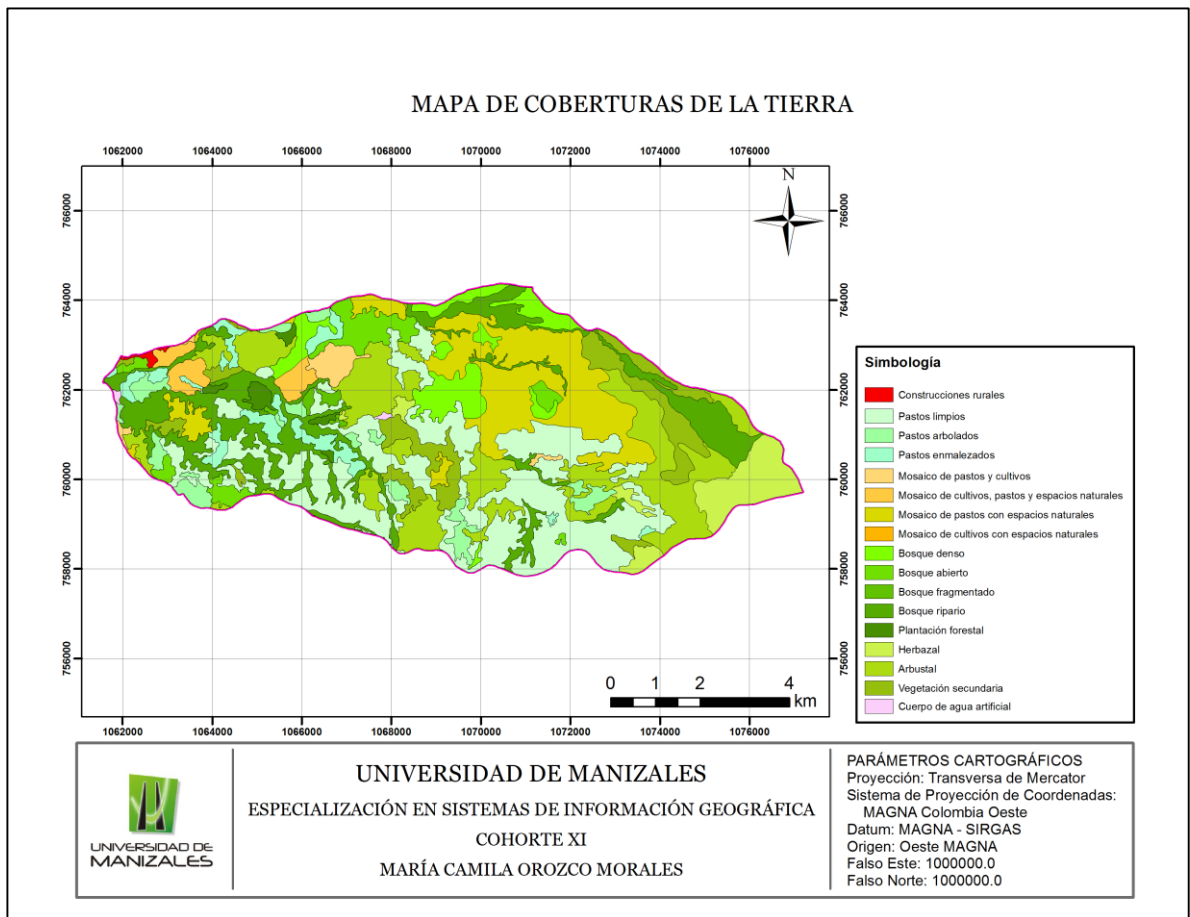 MAPA DE COBERTURAS DE LA TIERRA
1062000 1064000 1066000 1068000 1070000 1072000 1074000 1076000
N
766000 766000
764000 764000
762000 762000
760000 760000
758000 758000
756000 756000
0 1 2 4
km
1062000 1064000 1066000 1068000 1070000 1072000 1074000 1076000
Simbología
Construcciones rurales
Pastos limpios
Pastos arbolados
Pastos enmalezados
Mosaico de pastos y cultivos
Mosaico de cultivos, pastos y espacios naturales
Mosaico de pastos con espacios naturales
Mosaico de cultivos con espacios naturales
Bosque denso
Bosque abierto
Bosque fragmentado
Bosque ripario
Plantación forestal
Herbazal
Arbustal
Vegetación secundaria
Cuerpo de agua artificial
UNIVERSIDAD DE
MANIZALES
UNIVERSIDAD DE MANIZALES
ESPECIALIZACIÓN EN SISTEMAS DE INFORMACIÓN GEOGRÁFICA
COHORTE XI
MARÍA CAMILA OROZCO MORALES
PARÁMETROS CARTOGRÁFICOS
Proyección: Transversa de Mercator
Sistema de Proyección de Coordenadas:
MAGNA Colombia Oeste
Datum: MAGNA - SIRGAS
Origen: Oeste MAGNA
Falso Este: 1000000.0
Falso Norte: 1000000.0